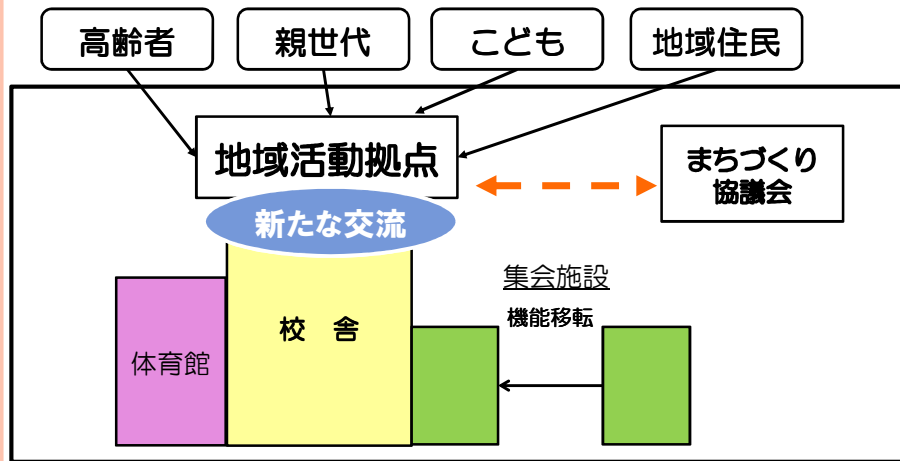 高齢者
親世代
こども
地域住民
地域活動拠点
まちづくり
協議会
新たな交流
集会施設
機能移転
校 舎
体育館